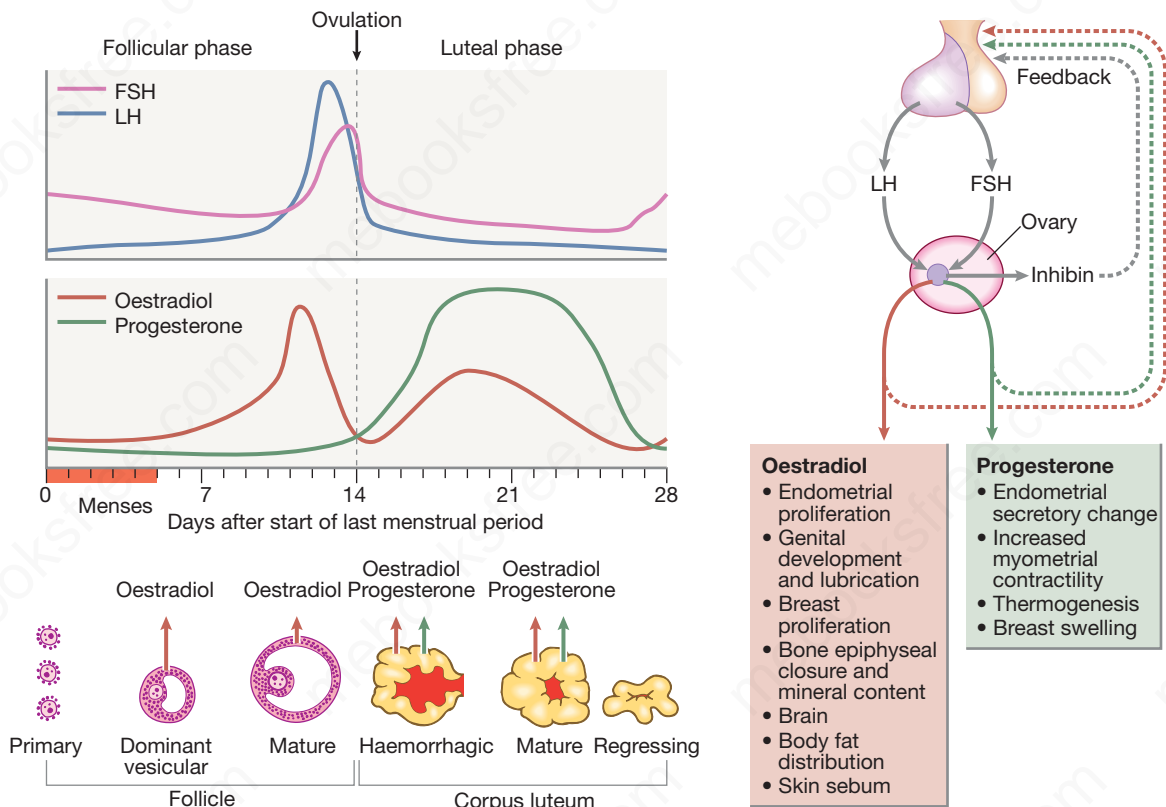 Ovulation
Follicular phase
Luteal phase
FSH
LH
Oestradiol
Progesterone
0
7
14
21
28
Menses
Days after start of last menstrual period
Oestradiol
Oestradiol
Oestradiol
Progesterone
Oestradiol
Progesterone
Primary
Dominant
vesicular
Mature
Haemorrhagic
Mature
Regressing
Follicle
Corpus luteum
Feedback
LH
FSH
Ovary
Inhibin
Oestradiol
• Endometrial
proliferation
• Genital
development
and lubrication
• Breast
proliferation
• Bone epiphyseal
closure and
mineral content
• Brain
• Body fat
distribution
• Skin sebum
Progesterone
• Endometrial
secretory change
• Increased
myometrial
contractility
• Thermogenesis
• Breast swelling
mebooksfree.com